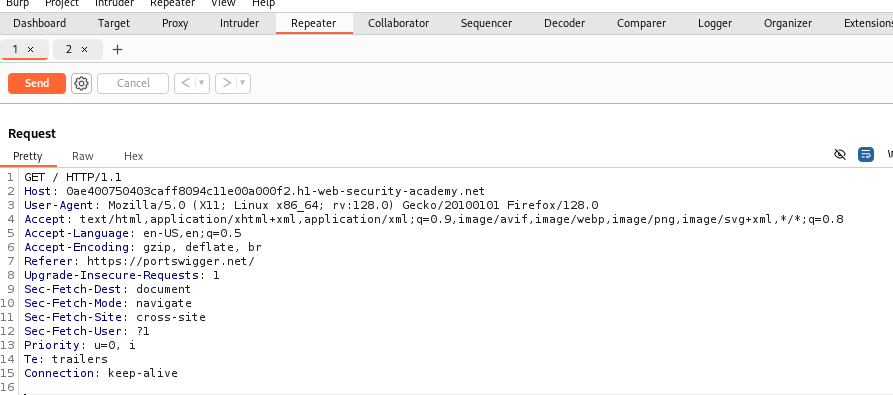 Burp Project Intruder Repeater View Help
Dashboard Target Proxy Intruder Repeater Collaborator Sequencer Decoder Comparer Logger Organizer Extensions
1 × 2 × +
Send Cancel < >
Request
Pretty Raw Hex \n
1 GET / HTTP/1.1
2 Host: 0ae400750403caff8094c11e00a000f2.h1-web-security-academy.net
3 User-Agent: Mozilla/5.0 (X11; Linux x86_64; rv:128.0) Gecko/20100101 Firefox/128.0
4 Accept: text/html,application/xhtml+xml,application/xml;q=0.9,image/avif,image/webp,image/png,image/svg+xml,*/*;q=0.8
5 Accept-Language: en-US,en;q=0.5
6 Accept-Encoding: gzip, deflate, br
7 Referer: https://portswigger.net/
8 Upgrade-Insecure-Requests: 1
9 Sec-Fetch-Dest: document
10 Sec-Fetch-Mode: navigate
11 Sec-Fetch-Site: cross-site
12 Sec-Fetch-User: ?1
13 Priority: u=0, i
14 Te: trailers
15 Connection: keep-alive
16